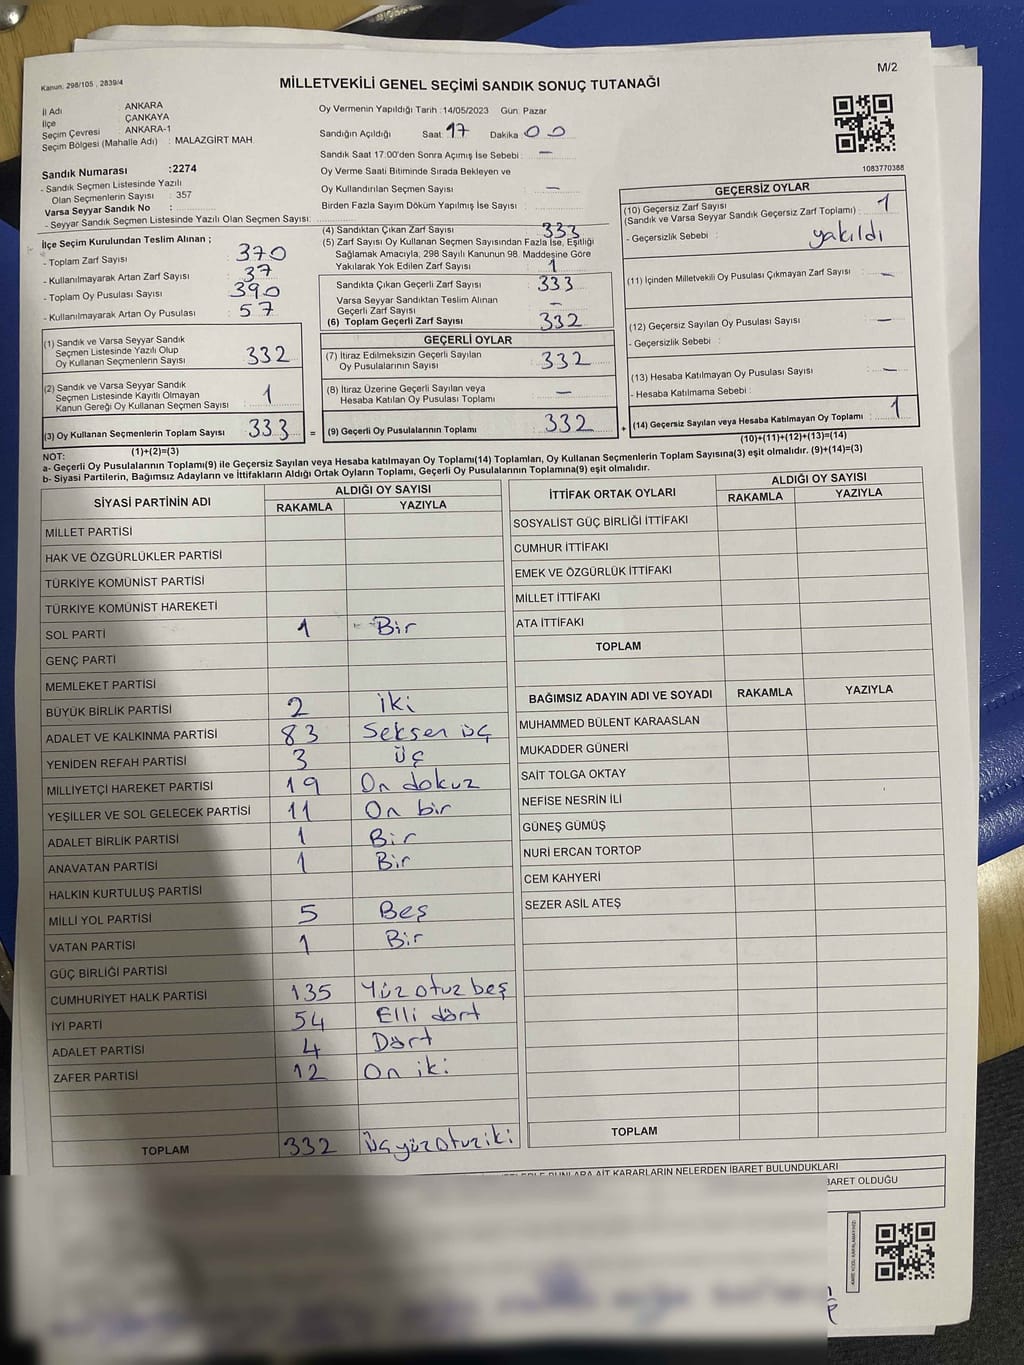 Kanun: 298/105 , 2839/4
M/2
MİLLETVEKİLİ GENEL SEÇİMİ SANDIK SONUÇ TUTANAĞI
İl Adı : ANKARA
İlçe : ÇANKAYA
Seçim Çevresi : ANKARA-1
Seçim Bölgesi (Mahalle Adı) : MALAZGİRT MAH.
Sandık Numarası :2274
- Sandık Seçmen Listesinde Yazılı
Olan Seçmenlerin Sayısı : 357
Varsa Seyyar Sandık No :
- Seyyar Sandık Seçmen Listesinde Yazılı Olan Seçmen Sayısı:
Oy Vermenin Yapıldığı Tarih :14/05/2023 Gün: Pazar
Sandığın Açıldığı Saat: 17 Dakika: 00
Sandık Saat 17:00'den Sonra Açımış İse Sebebi : —
Oy Verme Saati Bitiminde Sırada Bekleyen ve
Oy Kullandırılan Seçmen Sayısı : —
Birden Fazla Sayım Döküm Yapılmış İse Sayısı : —
1083770388
İlçe Seçim Kurulundan Teslim Alınan ;
- Toplam Zarf Sayısı : 370
- Kullanılmayarak Artan Zarf Sayısı : 37
- Toplam Oy Pusulası Sayısı : 390
- Kullanılmayarak Artan Oy Pusulası : 57
(4) Sandıktan Çıkan Zarf Sayısı : 333
(5) Zarf Sayısı Oy Kullanan Seçmen Sayısından Fazla İse, Eşitliği
Sağlamak Amacıyla, 298 Sayılı Kanunun 98. Maddesine Göre
Yakılarak Yok Edilen Zarf Sayısı : 1
Sandıkta Çıkan Geçerli Zarf Sayısı : 333
Varsa Seyyar Sandıktan Teslim Alınan
Geçerli Zarf Sayısı : —
(6) Toplam Geçerli Zarf Sayısı : 332
GEÇERSİZ OYLAR
(10) Geçersiz Zarf Sayısı : 1
(Sandık ve Varsa Seyyar Sandık Geçersiz Zarf Toplamı)
- Geçersizlik Sebebi : yakıldı
(11) İçinden Milletvekili Oy Pusulası Çıkmayan Zarf Sayısı : —
(12) Geçersiz Sayılan Oy Pusulası Sayısı : —
- Geçersizlik Sebebi :
(13) Hesaba Katılmayan Oy Pusulası Sayısı : —
- Hesaba Katılmama Sebebi :
(14) Geçersiz Sayılan veya Hesaba Katılmayan Oy Toplamı : 1
(10)+(11)+(12)+(13)=(14)
(1) Sandık ve Varsa Seyyar Sandık
Seçmen Listesinde Yazılı Olup
Oy Kullanan Seçmenlerin Sayısı : 332
(2) Sandık ve Varsa Seyyar Sandık
Seçmen Listesinde Kayıtlı Olmayan
Kanun Gereği Oy Kullanan Seçmen Sayısı : 1
(3) Oy Kullanan Seçmenlerin Toplam Sayısı : 333 =
(1)+(2)=(3)
GEÇERLİ OYLAR
(7) İtiraz Edilmeksizin Geçerli Sayılan
Oy Pusulalarının Sayısı : 332
(8) İtiraz Üzerine Geçerli Sayılan veya
Hesaba Katılan Oy Pusulası Toplamı : —
(9) Geçerli Oy Pusulalarının Toplamı : 332 +
NOT:
a- Geçerli Oy Pusulalarının Toplamı(9) ile Geçersiz Sayılan veya Hesaba katılmayan Oy Toplamı(14) Toplamları, Oy Kullanan Seçmenlerin Toplam Sayısına(3) eşit olmalıdır. (9)+(14)=(3)
b- Siyasi Partilerin, Bağımsız Adayların ve İttifakların Aldığı Ortak Oyların Toplamı, Geçerli Oy Pusulalarının Toplamına(9) eşit olmalıdır.
SİYASİ PARTİNİN ADI ALDIĞI OY SAYISI
RAKAMLA YAZIYLA
MİLLET PARTİSİ
HAK VE ÖZGÜRLÜKLER PARTİSİ
TÜRKİYE KOMÜNİST PARTİSİ
TÜRKİYE KOMÜNİST HAREKETİ
SOL PARTİ 1 Bir
GENÇ PARTİ
MEMLEKET PARTİSİ
BÜYÜK BİRLİK PARTİSİ 2 iki
ADALET VE KALKINMA PARTİSİ 83 Seksen üç
YENİDEN REFAH PARTİSİ 3 üç
MİLLİYETÇİ HAREKET PARTİSİ 19 On dokuz
YEŞİLLER VE SOL GELECEK PARTİSİ 11 On bir
ADALET BİRLİK PARTİSİ 1 Bir
ANAVATAN PARTİSİ 1 Bir
HALKIN KURTULUŞ PARTİSİ
MİLLİ YOL PARTİSİ 5 Beş
VATAN PARTİSİ 1 Bir
GÜÇ BİRLİĞİ PARTİSİ
CUMHURİYET HALK PARTİSİ 135 Yüz otuz beş
İYİ PARTİ 54 Elli dört
ADALET PARTİSİ 4 Dört
ZAFER PARTİSİ 12 On iki
TOPLAM 332 üçyüzotuziki
İTTİFAK ORTAK OYLARI ALDIĞI OY SAYISI
RAKAMLA YAZIYLA
SOSYALİST GÜÇ BİRLİĞİ İTTİFAKI
CUMHUR İTTİFAKI
EMEK VE ÖZGÜRLÜK İTTİFAKI
MİLLET İTTİFAKI
ATA İTTİFAKI
TOPLAM
BAĞIMSIZ ADAYIN ADI VE SOYADI RAKAMLA YAZIYLA
MUHAMMED BÜLENT KARAASLAN
MUKADDER GÜNERİ
SAİT TOLGA OKTAY
NEFİSE NESRİN İLİ
GÜNEŞ GÜMÜŞ
NURİ ERCAN TORTOP
CEM KAHYERİ
SEZER ASİL ATEŞ
TOPLAM
BUNLARA AİT KARARLARIN NELERDEN İBARET BULUNDUKLARI
İBARET OLDUĞU